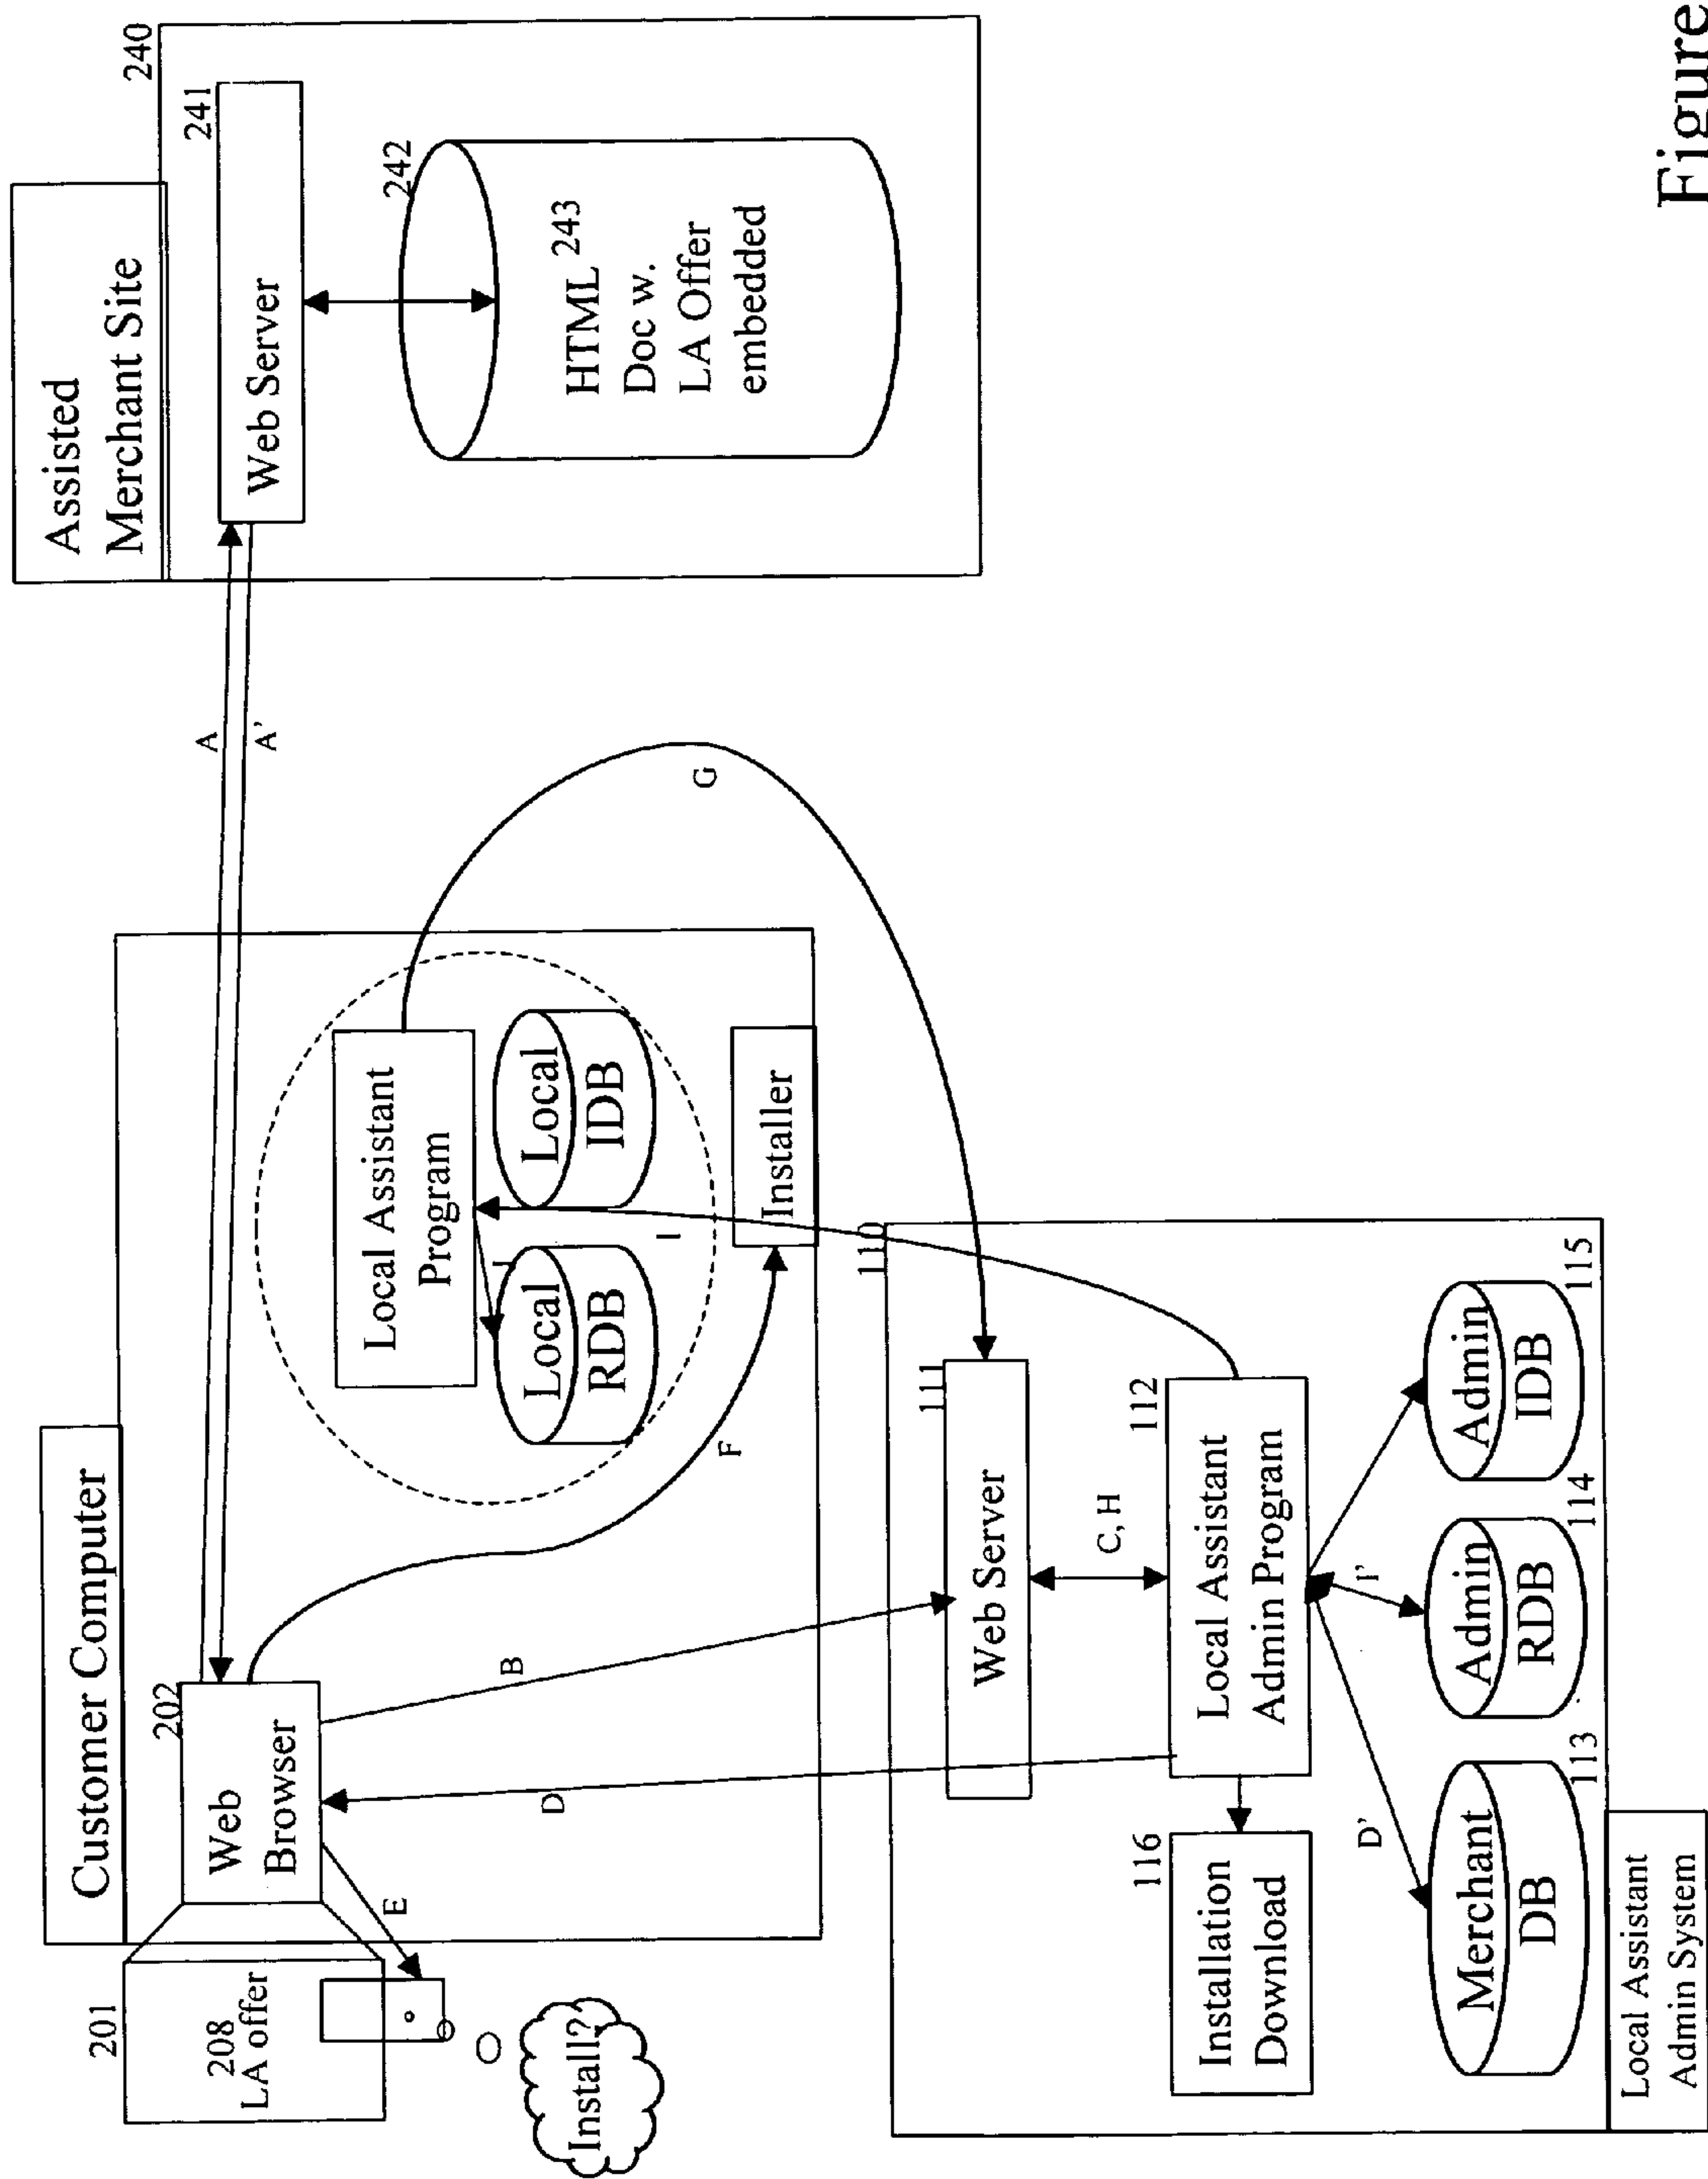 Customer Computer
201
208
LA offer
Install?
202
Web
Browser
E
D
B
F
Local Assistant
Program
J
Local
RDB
Local
IDB
I
Installer
A
A'
G
Assisted
Merchant Site
240
241
Web Server
242
HTML 243
Doc w.
LA Offer
embedded
110
111
Web Server
C, H
112
Local Assistant
Admin Program
116
Installation
Download
D'
I'
Merchant
DB
113
Admin
RDB
114
Admin
IDB
115
Local Assistant
Admin System
Figure